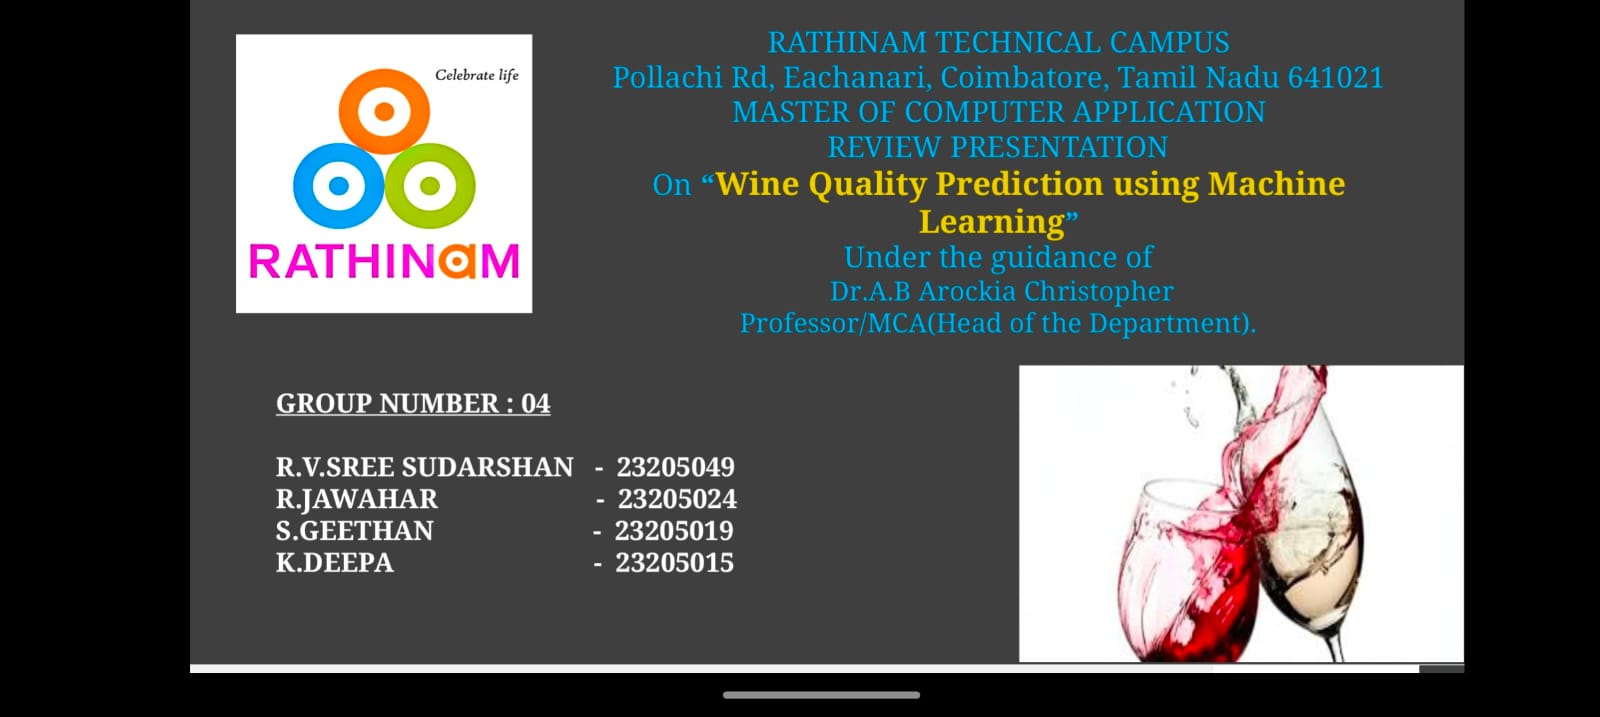 Celebrate life
RATHINAM
RATHINAM TECHNICAL CAMPUS
Pollachi Rd, Eachanari, Coimbatore, Tamil Nadu 641021
MASTER OF COMPUTER APPLICATION
REVIEW PRESENTATION
On “Wine Quality Prediction using Machine
Learning”
Under the guidance of
Dr.A.B Arockia Christopher
Professor/MCA(Head of the Department).
GROUP NUMBER : 04
R.V.SREE SUDARSHAN - 23205049
R.JAWAHAR - 23205024
S.GEETHAN - 23205019
K.DEEPA - 23205015